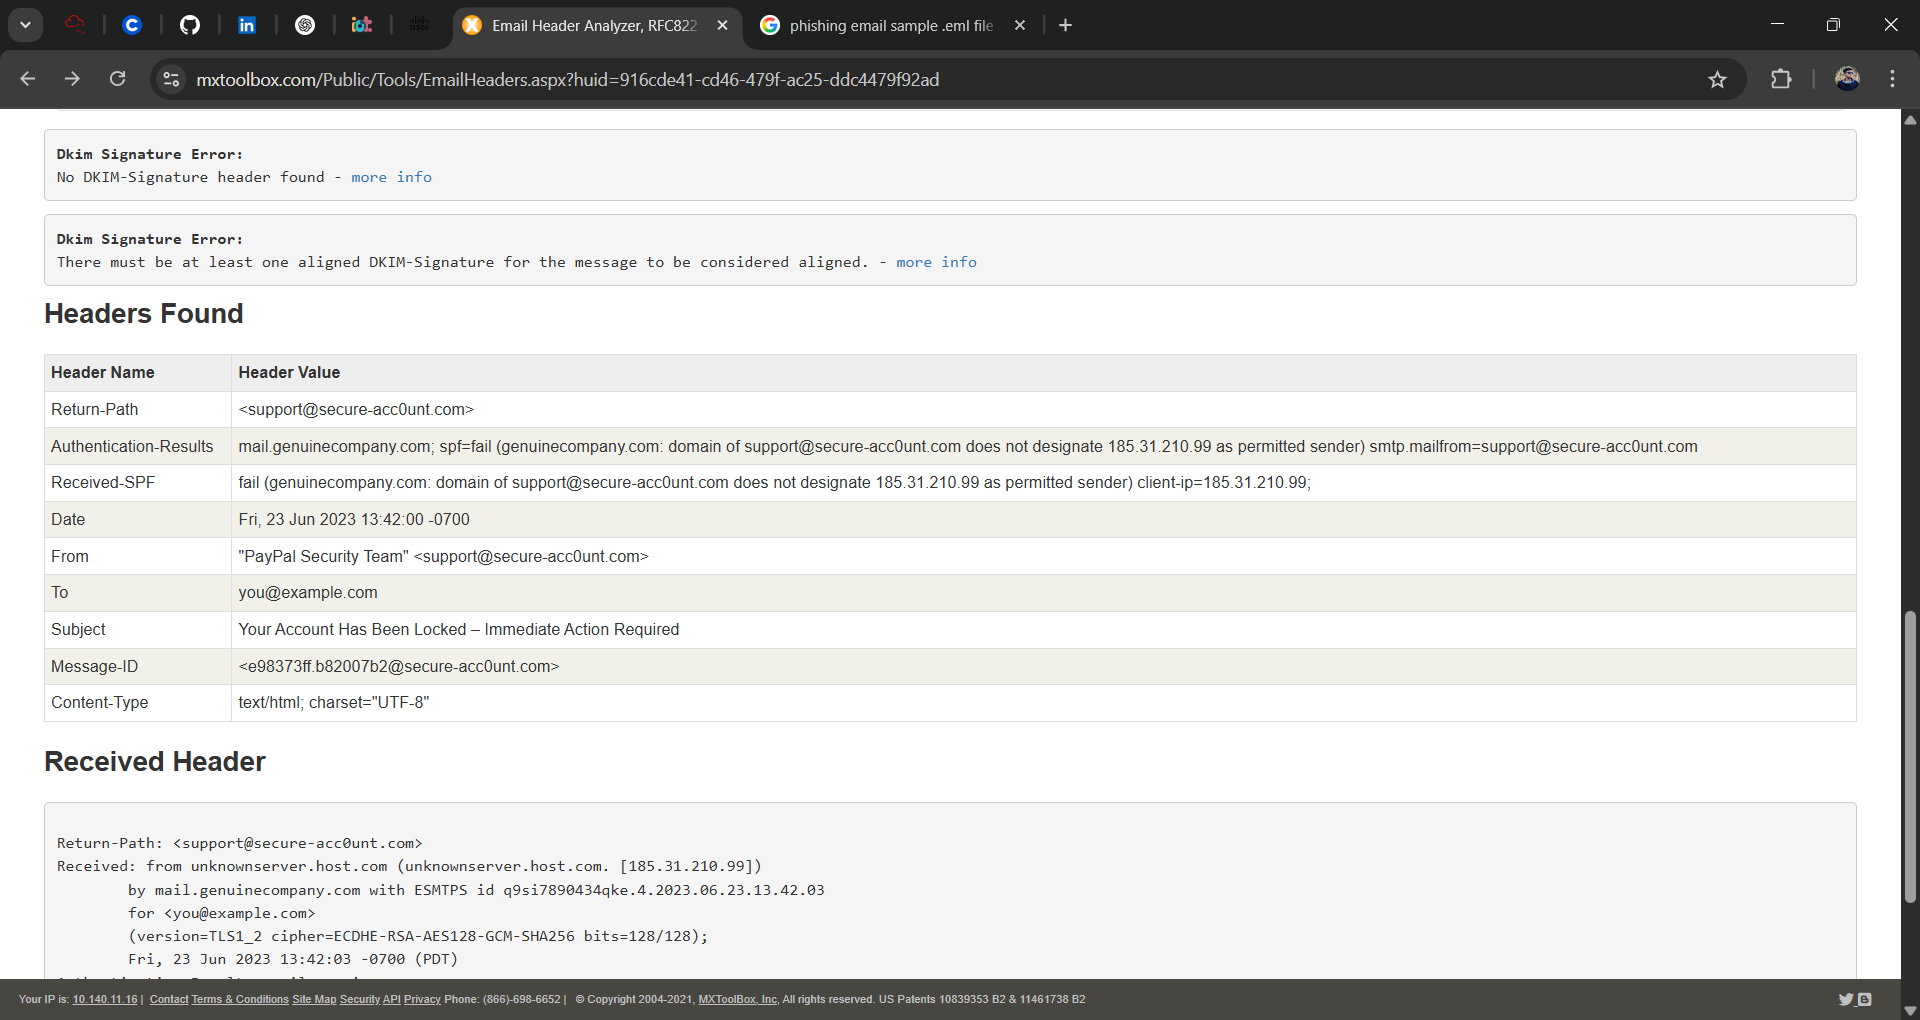 Email Header Analyzer, RFC822
phishing email sample .eml file
mxtoolbox.com/Public/Tools/EmailHeaders.aspx?huid=916cde41-cd46-479f-ac25-ddc4479f92ad
Dkim Signature Error:
No DKIM-Signature header found - more info
Dkim Signature Error:
There must be at least one aligned DKIM-Signature for the message to be considered aligned. - more info
Headers Found
Header Name Header Value
Return-Path <support@secure-acc0unt.com>
Authentication-Results mail.genuinecompany.com; spf=fail (genuinecompany.com: domain of support@secure-acc0unt.com does not designate 185.31.210.99 as permitted sender) smtp.mailfrom=support@secure-acc0unt.com
Received-SPF fail (genuinecompany.com: domain of support@secure-acc0unt.com does not designate 185.31.210.99 as permitted sender) client-ip=185.31.210.99;
Date Fri, 23 Jun 2023 13:42:00 -0700
From "PayPal Security Team" <support@secure-acc0unt.com>
To you@example.com
Subject Your Account Has Been Locked – Immediate Action Required
Message-ID <e98373ff.b82007b2@secure-acc0unt.com>
Content-Type text/html; charset="UTF-8"
Received Header
Return-Path: <support@secure-acc0unt.com>
Received: from unknownserver.host.com (unknownserver.host.com. [185.31.210.99])
by mail.genuinecompany.com with ESMTPS id q9si7890434qke.4.2023.06.23.13.42.03
for <you@example.com>
(version=TLS1_2 cipher=ECDHE-RSA-AES128-GCM-SHA256 bits=128/128);
Fri, 23 Jun 2023 13:42:03 -0700 (PDT)
Your IP is: 10.140.11.16 | Contact Terms & Conditions Site Map Security API Privacy Phone: (866)-698-6652 | © Copyright 2004-2021, MXToolBox, Inc, All rights reserved. US Patents 10839353 B2 & 11461738 B2